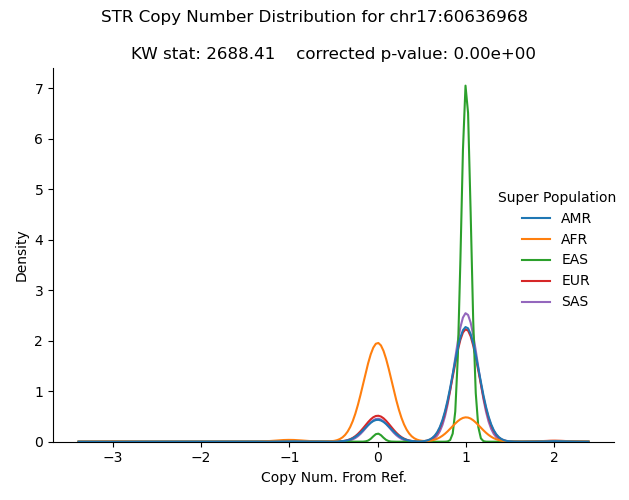 STR Copy Number Distribution for chr17:60636968
KW stat: 2688.41    corrected p-value: 0.00e+00
7
6
5
4
3
2
1
0
Density
Super Population
AMR
AFR
EAS
EUR
SAS
−3
−2
−1
0
1
2
Copy Num. From Ref.